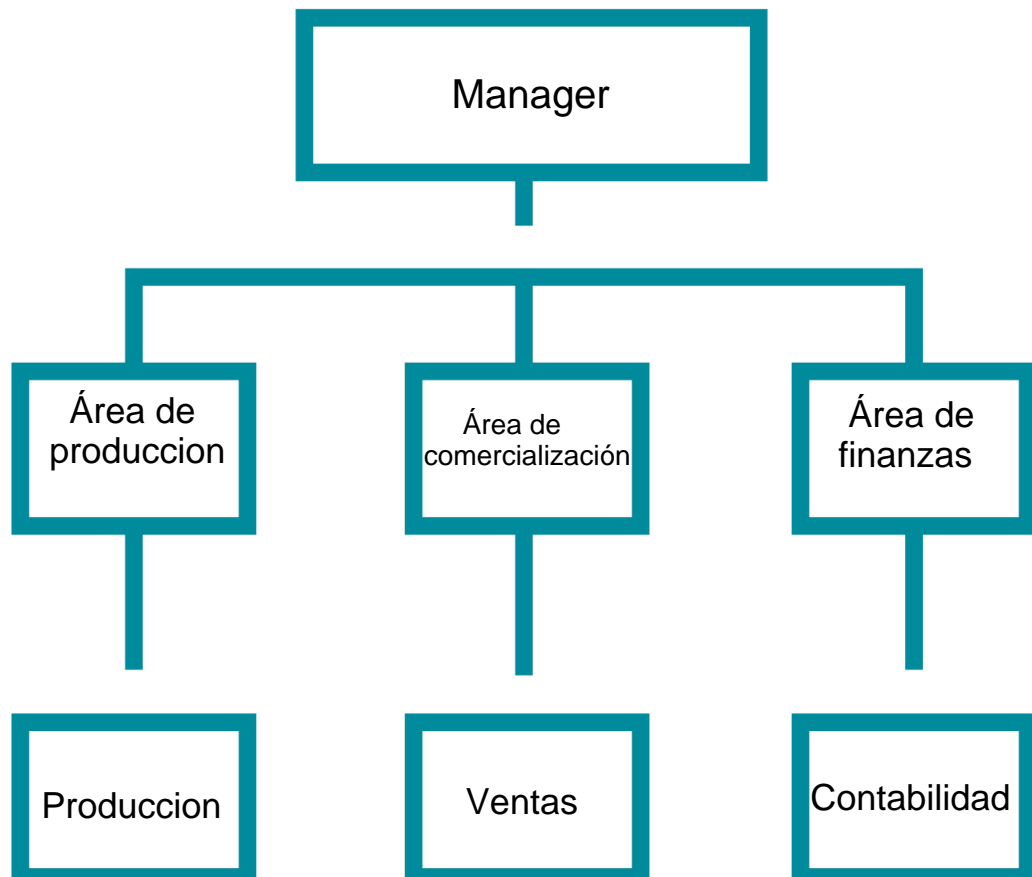 Manager
Área de
produccion
Área de
comercialización
Área de
finanzas
Produccion
Ventas
Contabilidad